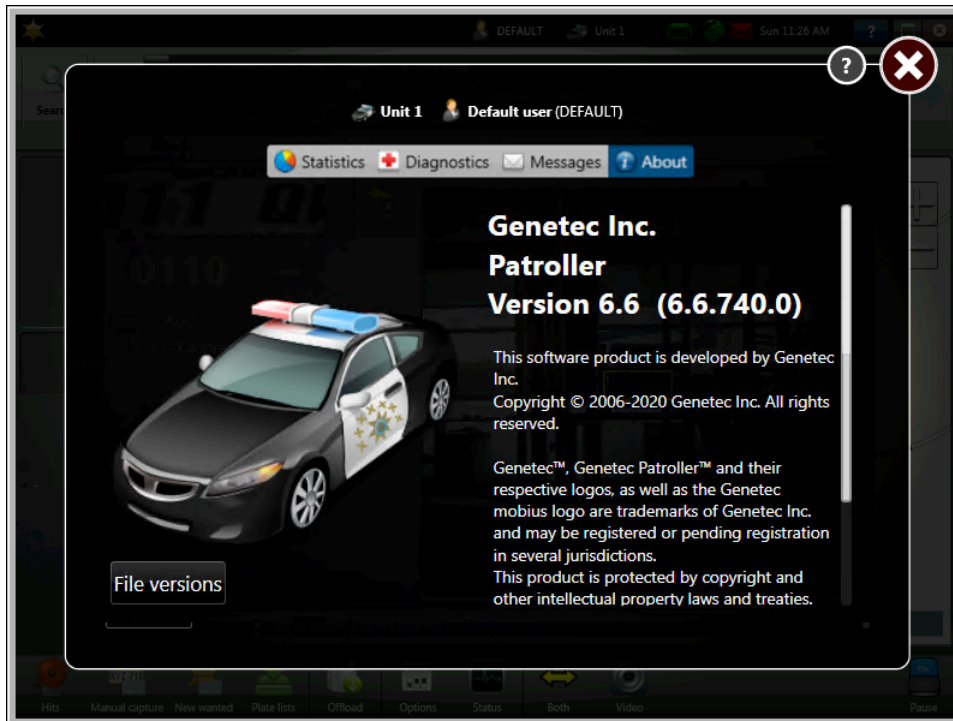 DEFAULT Unit 1 Sun 11:26 AM ?
?
Unit 1 Default user (DEFAULT)
Statistics Diagnostics Messages About
Genetec Inc.
Patroller
Version 6.6 (6.6.740.0)
This software product is developed by Genetec
Inc.
Copyright © 2006-2020 Genetec Inc. All rights
reserved.
Genetec™, Genetec Patroller™ and their
respective logos, as well as the Genetec
mobius logo are trademarks of Genetec Inc.
and may be registered or pending registration
in several jurisdictions.
This product is protected by copyright and
other intellectual property laws and treaties.
File versions
Hits Manual capture New wanted Plate lists Offload Options Status Both Video Pause